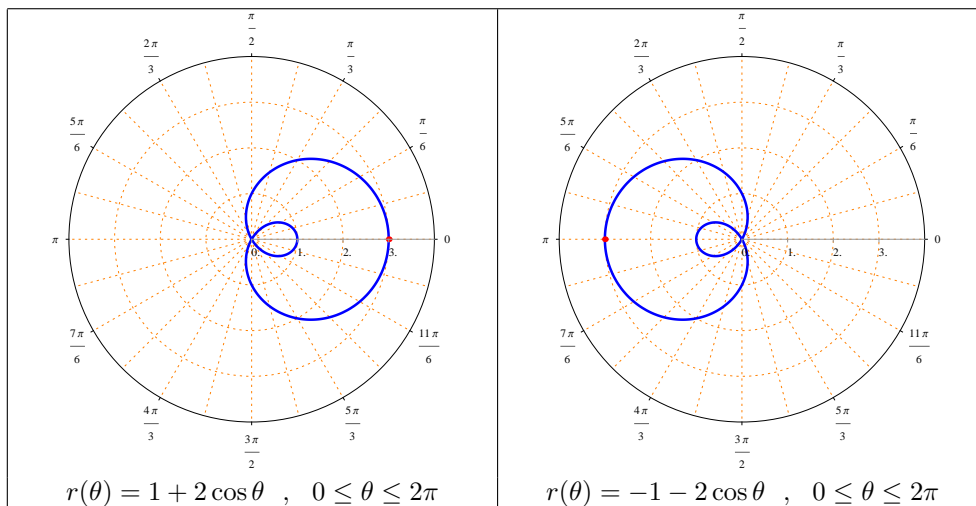 π/2
2π/3 π/3
5π/6 π/6
π 0. 1. 2. 3. 0
7π/6 11π/6
4π/3 5π/3
3π/2
r(θ) = 1 + 2 cos θ , 0 ≤ θ ≤ 2π
π/2
2π/3 π/3
5π/6 π/6
π 0. 1. 2. 3. 0
7π/6 11π/6
4π/3 5π/3
3π/2
r(θ) = −1 − 2 cos θ , 0 ≤ θ ≤ 2π